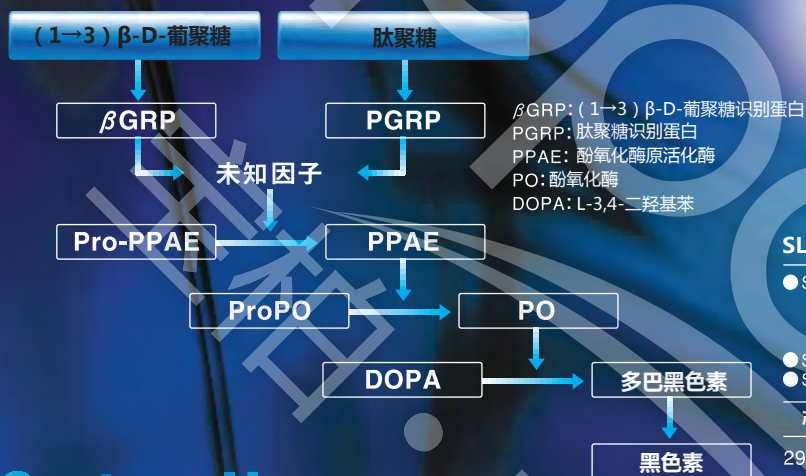 （1→3）β-D-葡聚糖
肽聚糖
βGRP
PGRP
βGRP：（1→3）β-D-葡聚糖识别蛋白
PGRP：肽聚糖识别蛋白
PPAE：酚氧化酶原活化酶
PO：酚氧化酶
DOPA：L-3,4-二羟基苯
未知因子
Pro-PPAE
PPAE
SL
●S
ProPO
PO
●S
●S
DOPA
多巴黑色素
29
黑色素